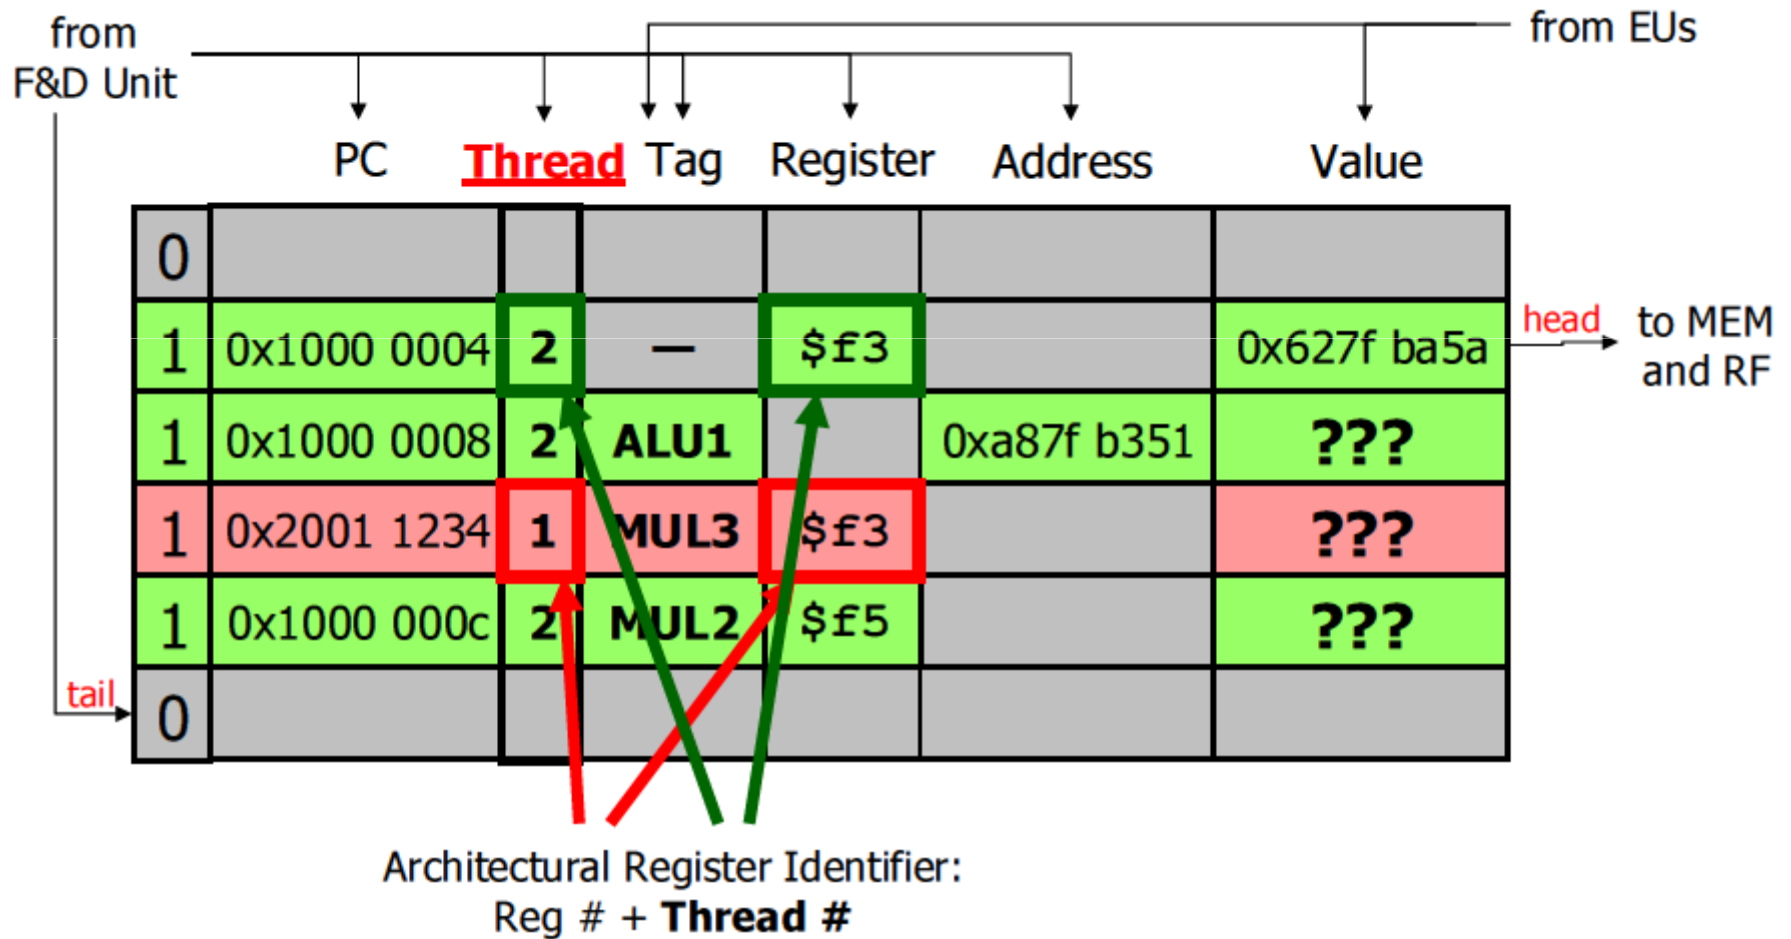 from
F&D Unit
from EUs
PC Thread Tag Register Address Value
0
1 0x1000 0004 2 — $f3 0x627f ba5a
head
to MEM
and RF
1 0x1000 0008 2 ALU1 0xa87f b351 ???
1 0x2001 1234 1 MUL3 $f3 ???
1 0x1000 000c 2 MUL2 $f5 ???
tail
0
Architectural Register Identifier:
Reg # + Thread #